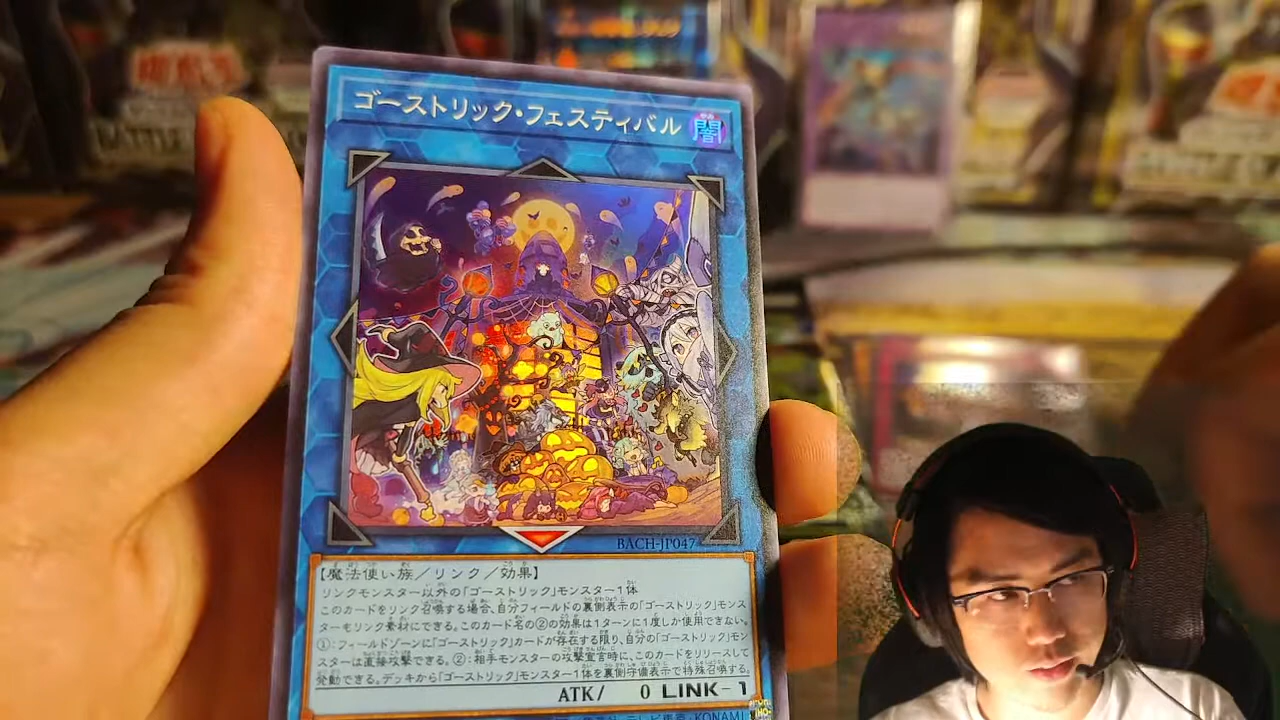 ゴーストリック・フェスティバル
闇
BACH-JP047
【魔法使い族／リンク／効果】
リンクモンスター以外の「ゴーストリック」モンスター1体
このカードをリンク召喚する場合、自分フィールドの裏側表示の「ゴーストリック」モンス
ターもリンク素材にできる。このカード名の②の効果は1ターンに1度しか使用できない。
①：フィールドゾーンに「ゴーストリック」カードが存在する限り、自分の「ゴーストリック」モン
スターは直接攻撃できる。②：相手モンスターの攻撃宣言時に、このカードをリリースして
発動できる。デッキから「ゴーストリック」モンスター1体を裏側守備表示で特殊召喚する。
ATK/ 0 LINK-1
KONAMI